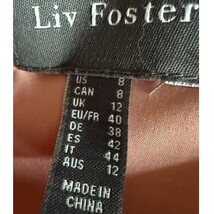 Liv Foster
US 8
CAN 8
UK 12
EU/FR 40
DE 38
ES 42
IT 44
AUS 12
MADE IN
CHINA